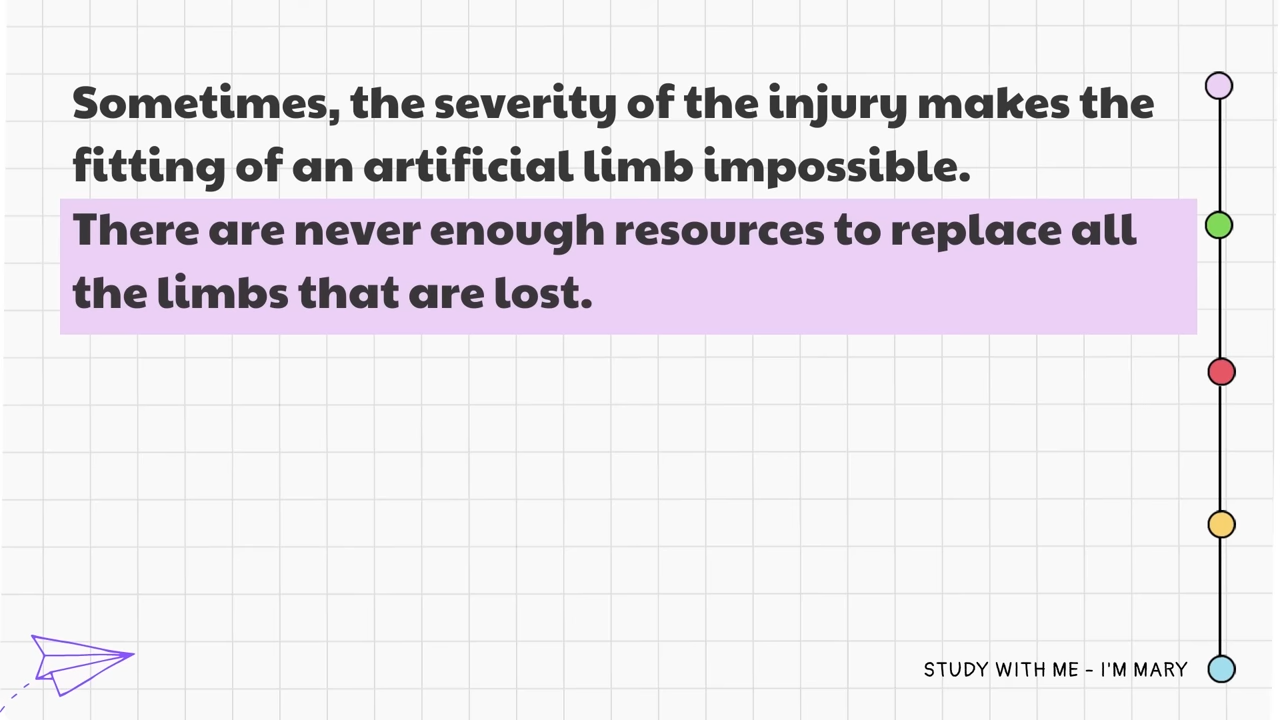 Sometimes, the severity of the injury makes the
fitting of an artificial limb impossible.
There are never enough resources to replace all
the limbs that are lost.
STUDY WITH ME - I'M MARY